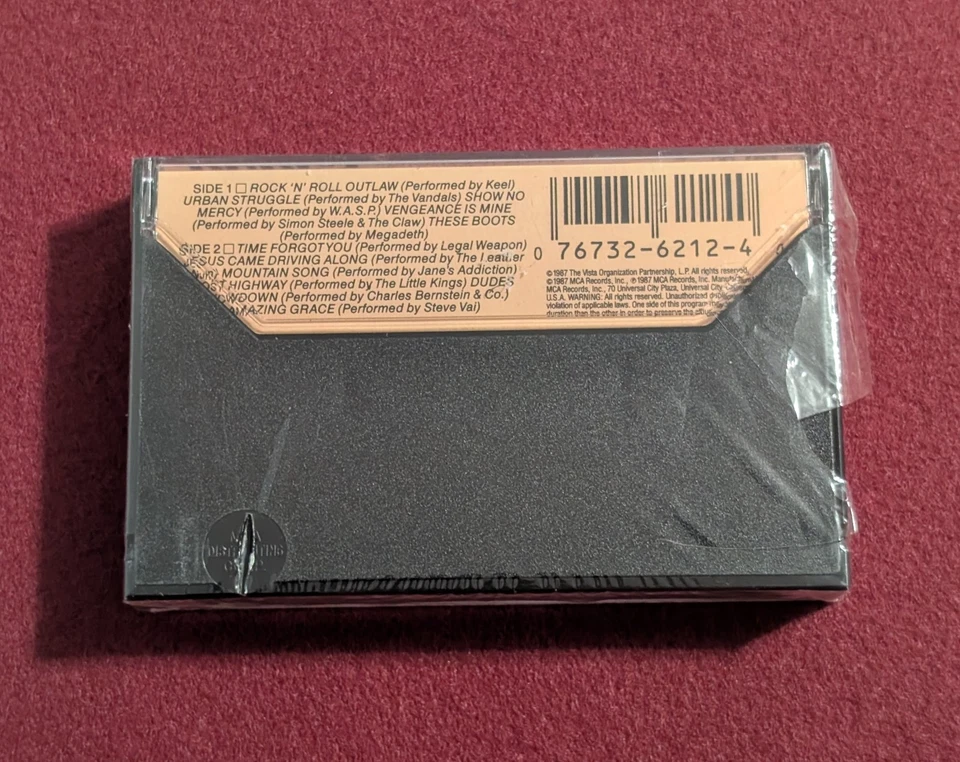 SIDE 1 □ ROCK 'N' ROLL OUTLAW (Performed by Keel)
URBAN STRUGGLE (Performed by The Vandals) SHOW NO
MERCY (Performed by W.A.S.P.) VENGEANCE IS MINE
(Performed by Simon Steele & The Claw) THESE BOOTS
(Performed by Megadeth)
SIDE 2 □ TIME FORGOT YOU (Performed by Legal Weapon)
JESUS CAME DRIVING ALONG (Performed by The Leather
MOUNTAIN SONG (Performed by Jane's Addiction)
HIGHWAY (Performed by The Little Kings) DUDES
(Performed by Charles Bernstein & Co.)
AMAZING GRACE (Performed by Steve Vai)
0 76732-6212-4
©1987 The Vista Organization Partnership, L.P. All rights reserved.
©1987 MCA Records, Inc., ℗1987 MCA Records, Inc.
MCA Records, Inc., 70 Universal City Plaza, Universal City
U.S.A. WARNING: All rights reserved. Unauthorized
violation of applicable laws. One side of this program
duration than the other in order to preserve the